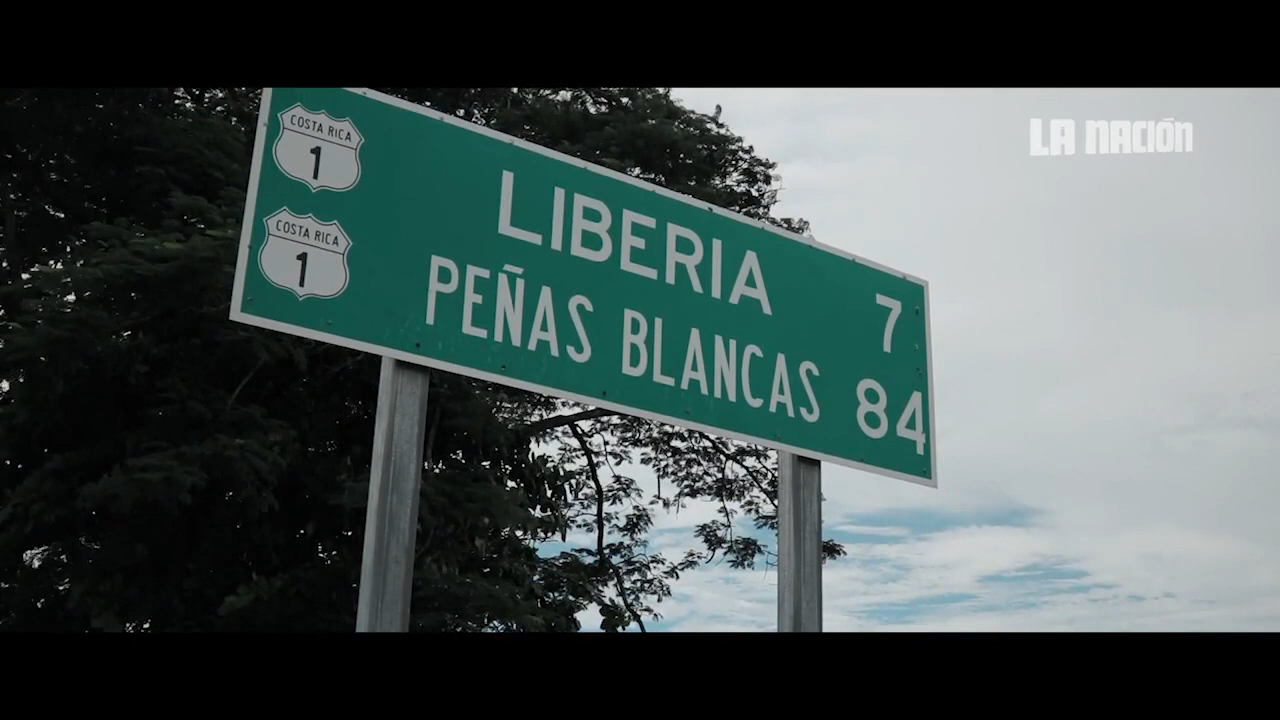 LA NACIÓN
COSTA RICA
1
LIBERIA 7
COSTA RICA
1
PEÑAS BLANCAS 84